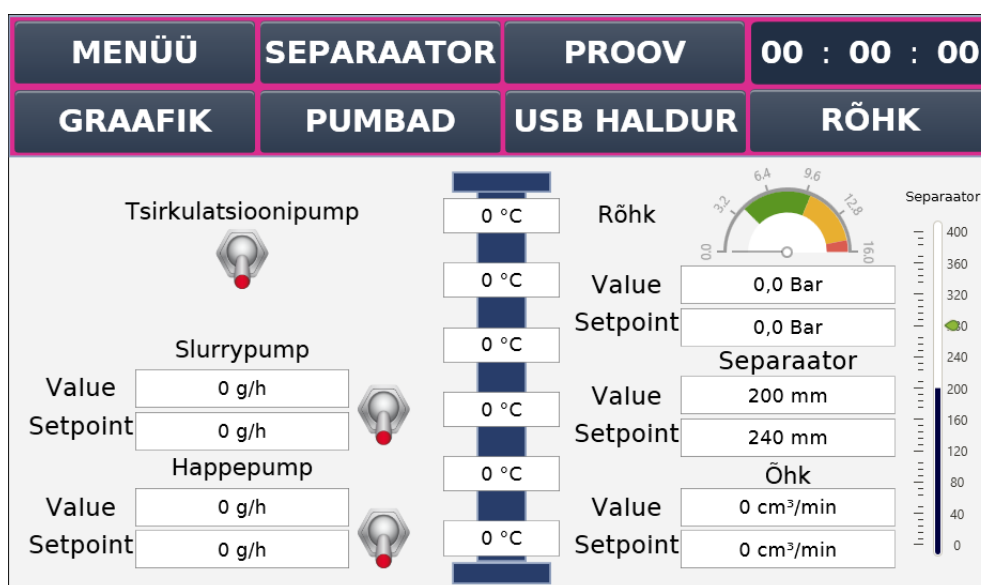 MENÜÜ SEPARAATOR PROOV 00 : 00 : 00
GRAAFIK PUMBAD USB HALDUR RÕHK
Tsirkulatsioonipump
Slurrypump
Value 0 g/h
Setpoint 0 g/h
Happepump
Value 0 g/h
Setpoint 0 g/h
0 °C
0 °C
0 °C
0 °C
0 °C
0 °C
Rõhk
0.0 3.2 6.4 9.6 12.8 16.0
Value 0,0 Bar
Setpoint 0,0 Bar
Separaator
Value 200 mm
Setpoint 240 mm
Õhk
Value 0 cm³/min
Setpoint 0 cm³/min
Separaator
400
360
320
240
200
160
120
80
40
0